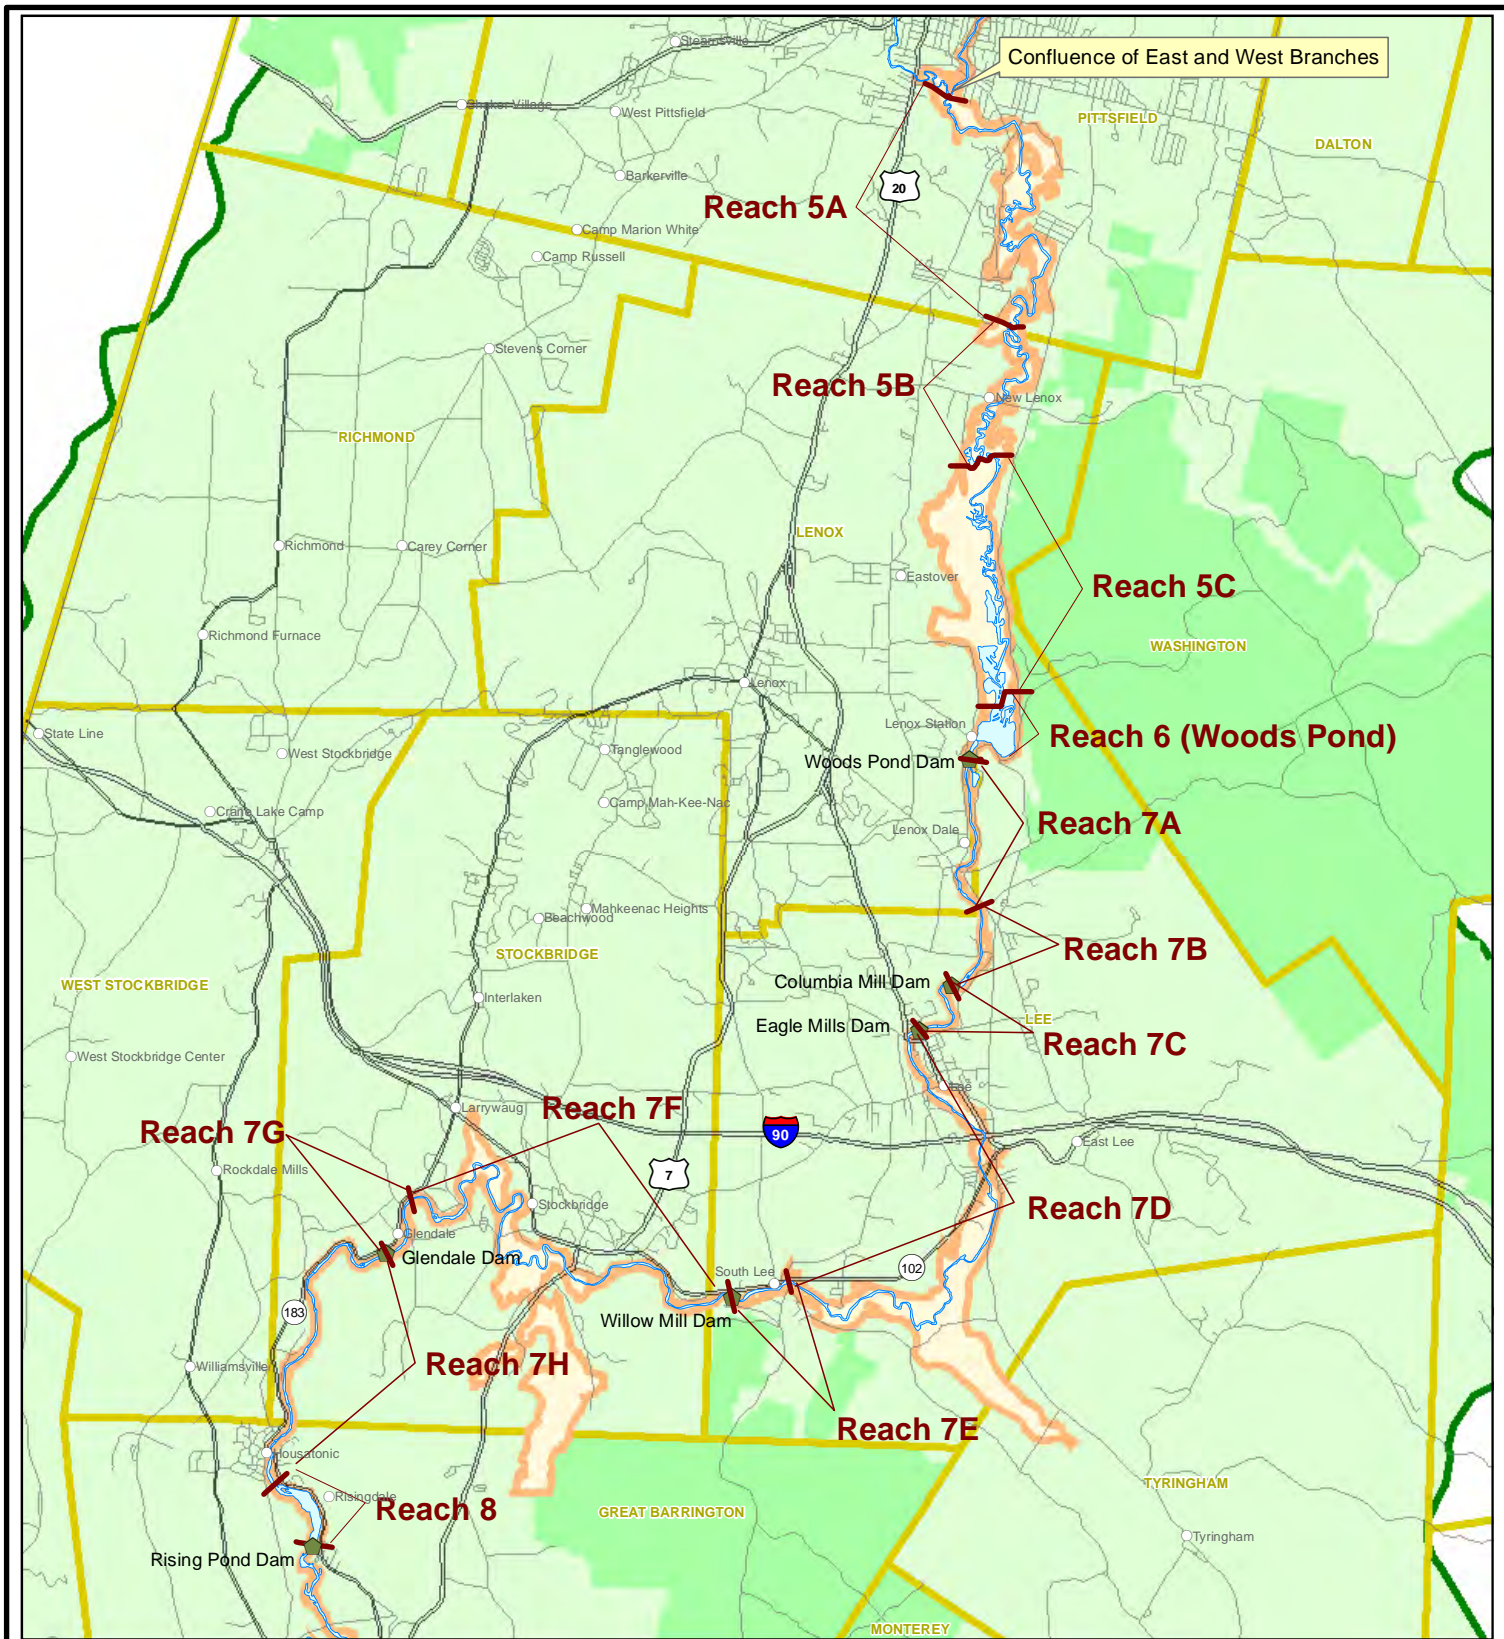 Stearnsville
Confluence of East and West Branches
Shaker Village
West Pittsfield
PITTSFIELD
DALTON
Barkerville
20
Reach 5A
Camp Marion White
Camp Russell
Stevens Corner
Reach 5B
New Lenox
RICHMOND
LENOX
Richmond
Carey Corner
Eastover
Reach 5C
Richmond Furnace
WASHINGTON
Lenox
Lenox Station
State Line
West Stockbridge
Tanglewood
Reach 6 (Woods Pond)
Woods Pond Dam
Crane Lake Camp
Camp Mah-Kee-Nac
Reach 7A
Lenox Dale
Beachwood
Mahkeenac Heights
STOCKBRIDGE
Reach 7B
WEST STOCKBRIDGE
Columbia Mill Dam
Interlaken
Eagle Mills Dam
LEE
Reach 7C
West Stockbridge Center
Lee
Larrywaug
Reach 7F
Reach 7G
90
East Lee
Rockdale Mills
7
Stockbridge
Reach 7D
Glendale
Glendale Dam
South Lee
102
183
Willow Mill Dam
Williamsville
Reach 7H
Reach 7E
Housatonic
Risingdale
Reach 8
GREAT BARRINGTON
TYRINGHAM
Rising Pond Dam
Tyringham
MONTEREY